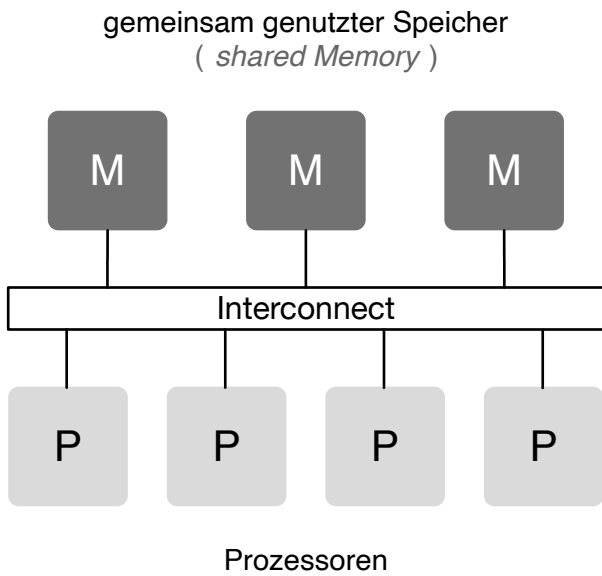 gemeinsam genutzter Speicher
( shared Memory )
M M M
Interconnect
P P P P
Prozessoren